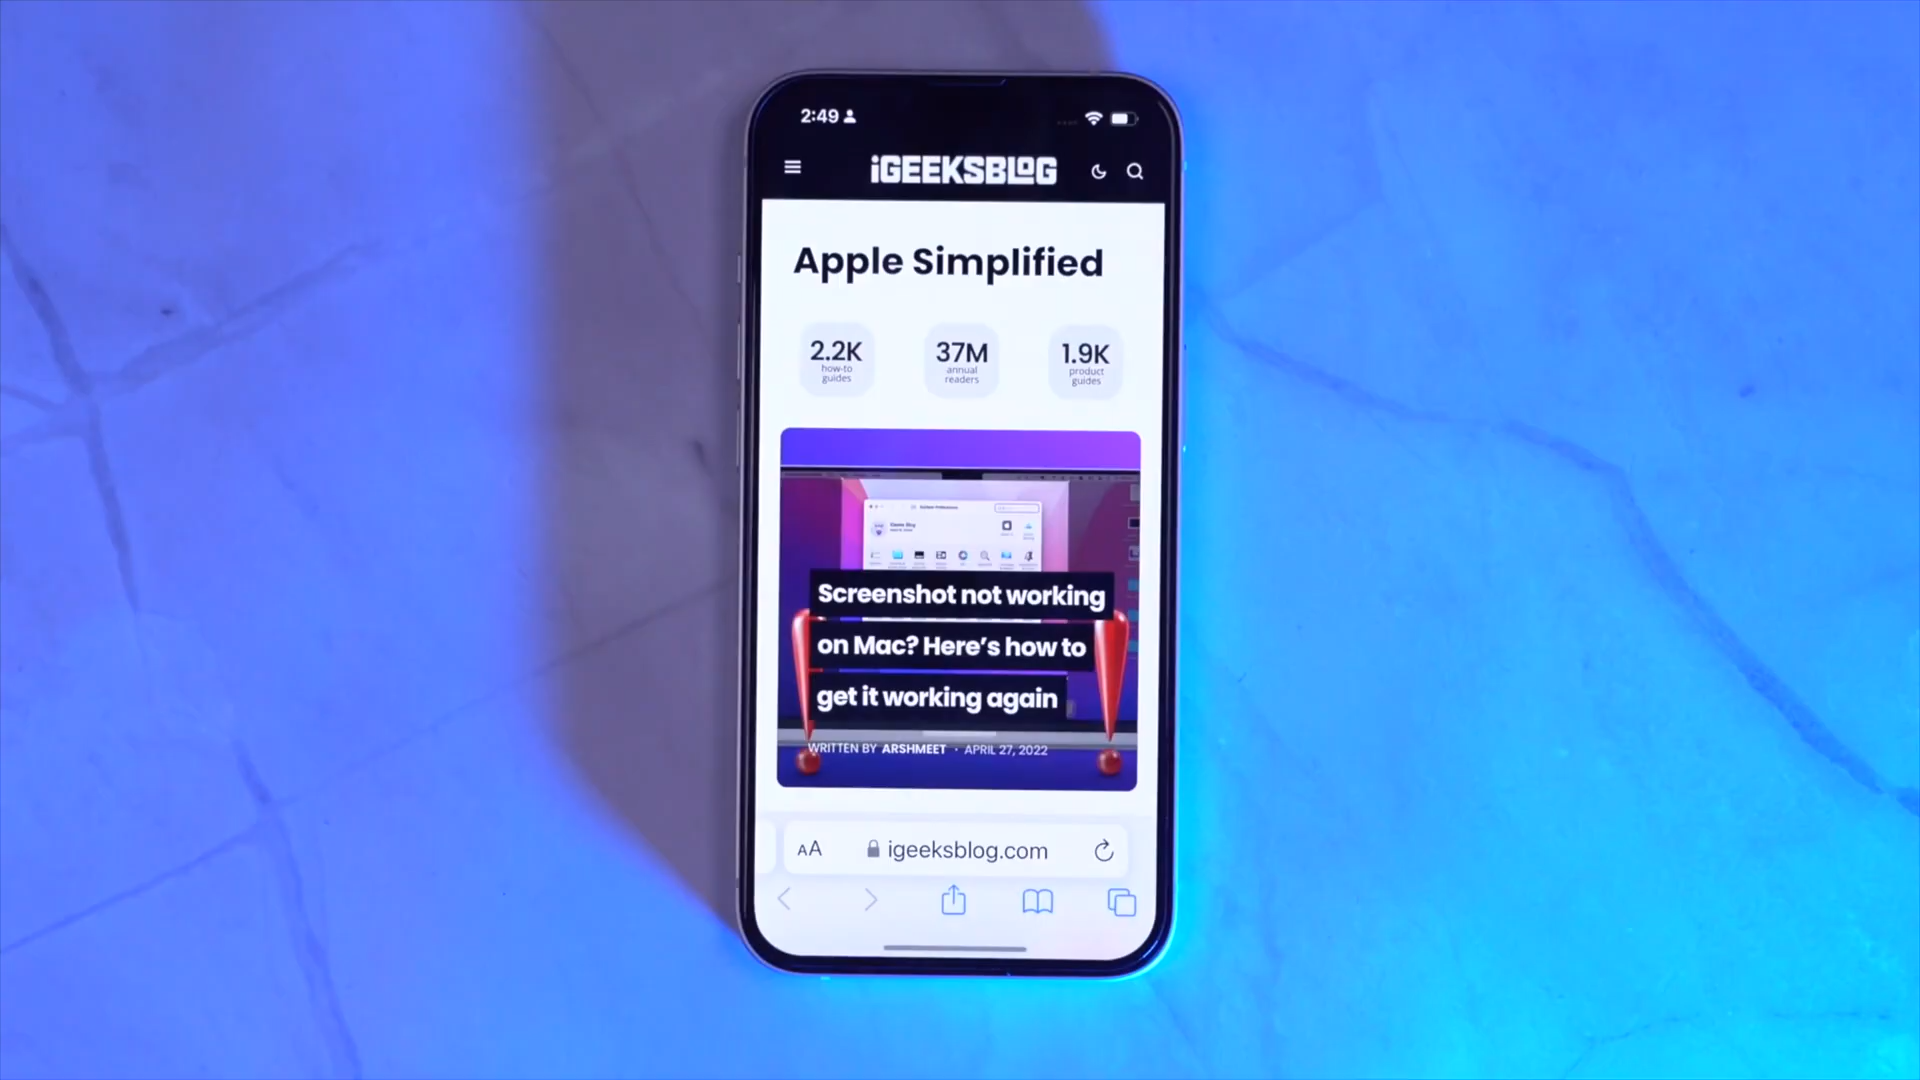 2:49
iGEEKSBLOG
Apple Simplified
2.2K
how-to
guides
37M
annual
readers
1.9K
product
guides
Screenshot not working
on Mac? Here's how to
get it working again
WRITTEN BY ARSHMEET · APRIL 27, 2022
AA
igeeksblog.com